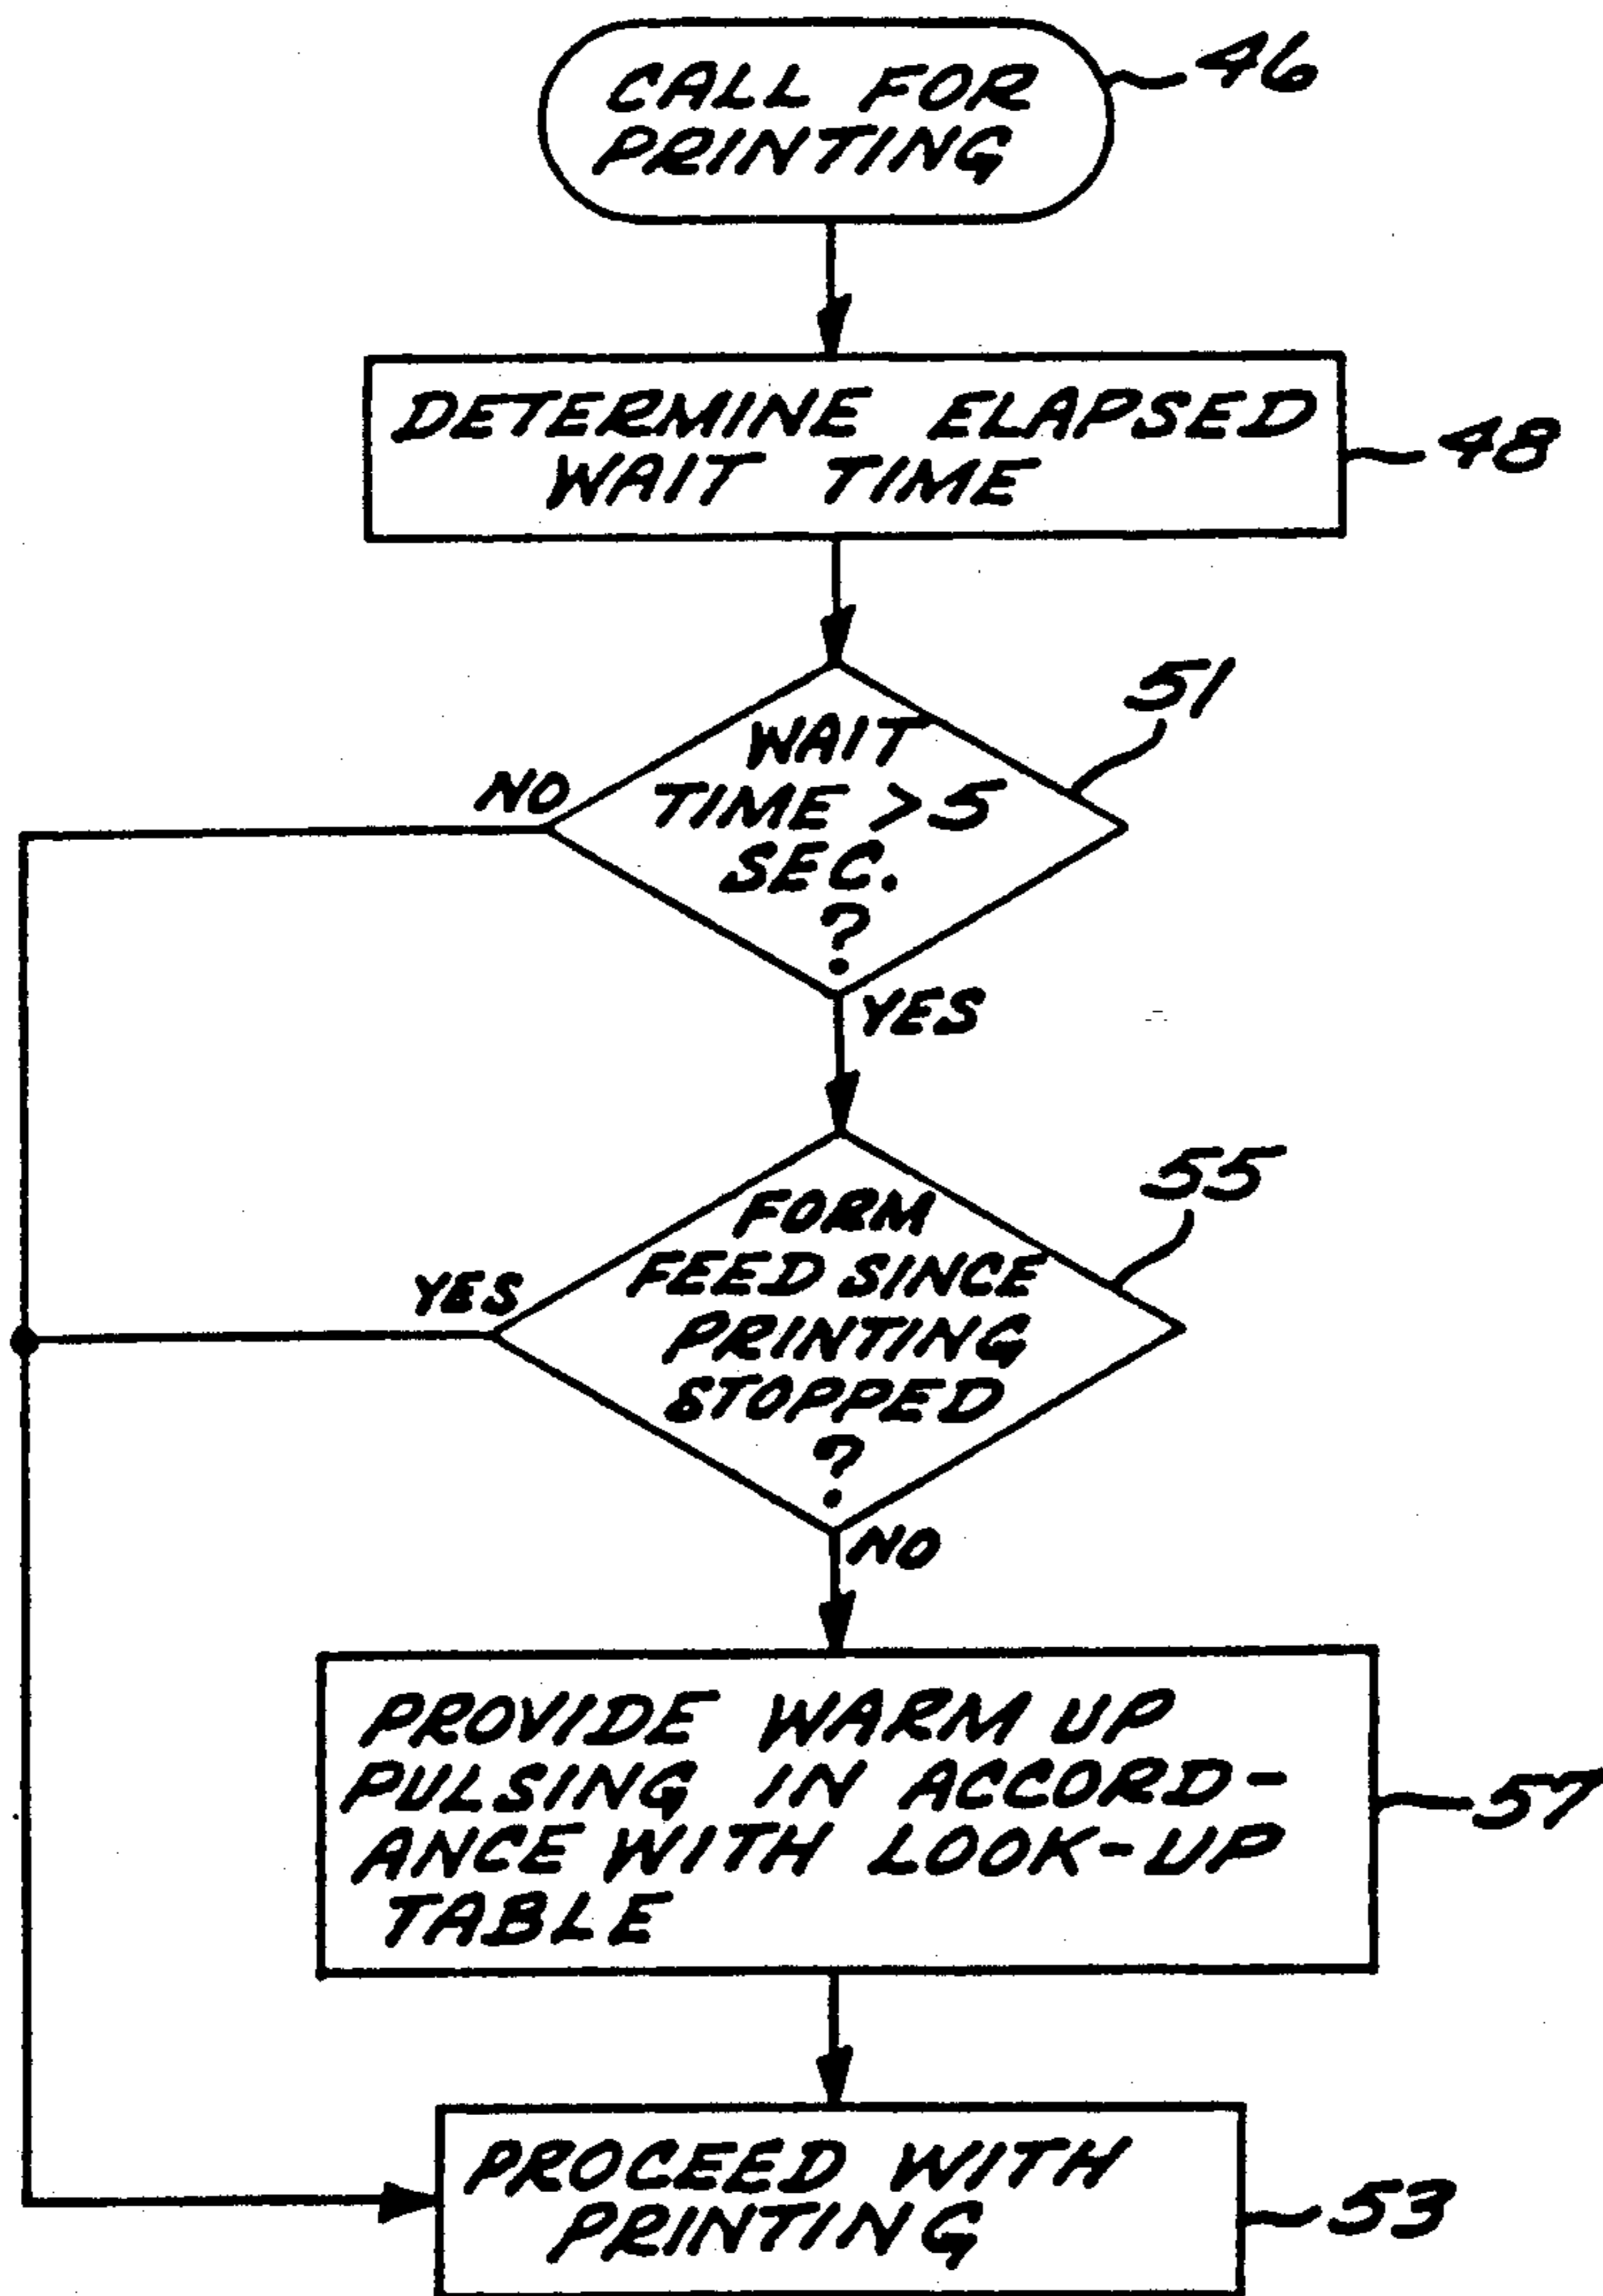 CALL FOR
PRINTING
46
DETERMINE ELAPSED
WAIT TIME
48
51
WAIT
TIME > 5
SEC.
?
NO
YES
55
FORM
FEED SINCE
PRINTING
STOPPED
?
YES
NO
PROVIDE WARM UP
PULSING IN ACCORD-
ANCE WITH LOOK-UP
TABLE
57
PROCEED WITH
PRINTING
53